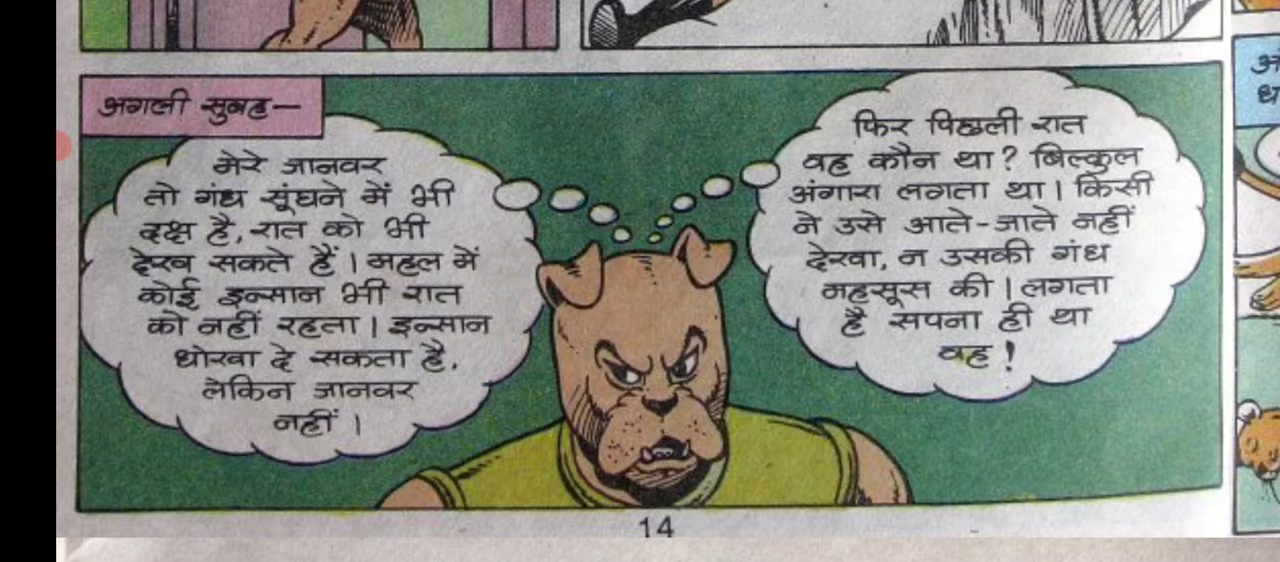 अगली सुबह—
मेरे जानवर
तो गंध सूंघने में भी
दक्ष है, रात को भी
देख सकते हैं। महल में
कोई इन्सान भी रात
को नहीं रहता। इन्सान
धोखा दे सकता है,
लेकिन जानवर
नहीं।
फिर पिछली रात
वह कौन था? बिल्कुल
अंगारा लगता था। किसी
ने उसे आते-जाते नहीं
देखा, न उसकी गंध
महसूस की। लगता
है सपना ही था
वह!
14